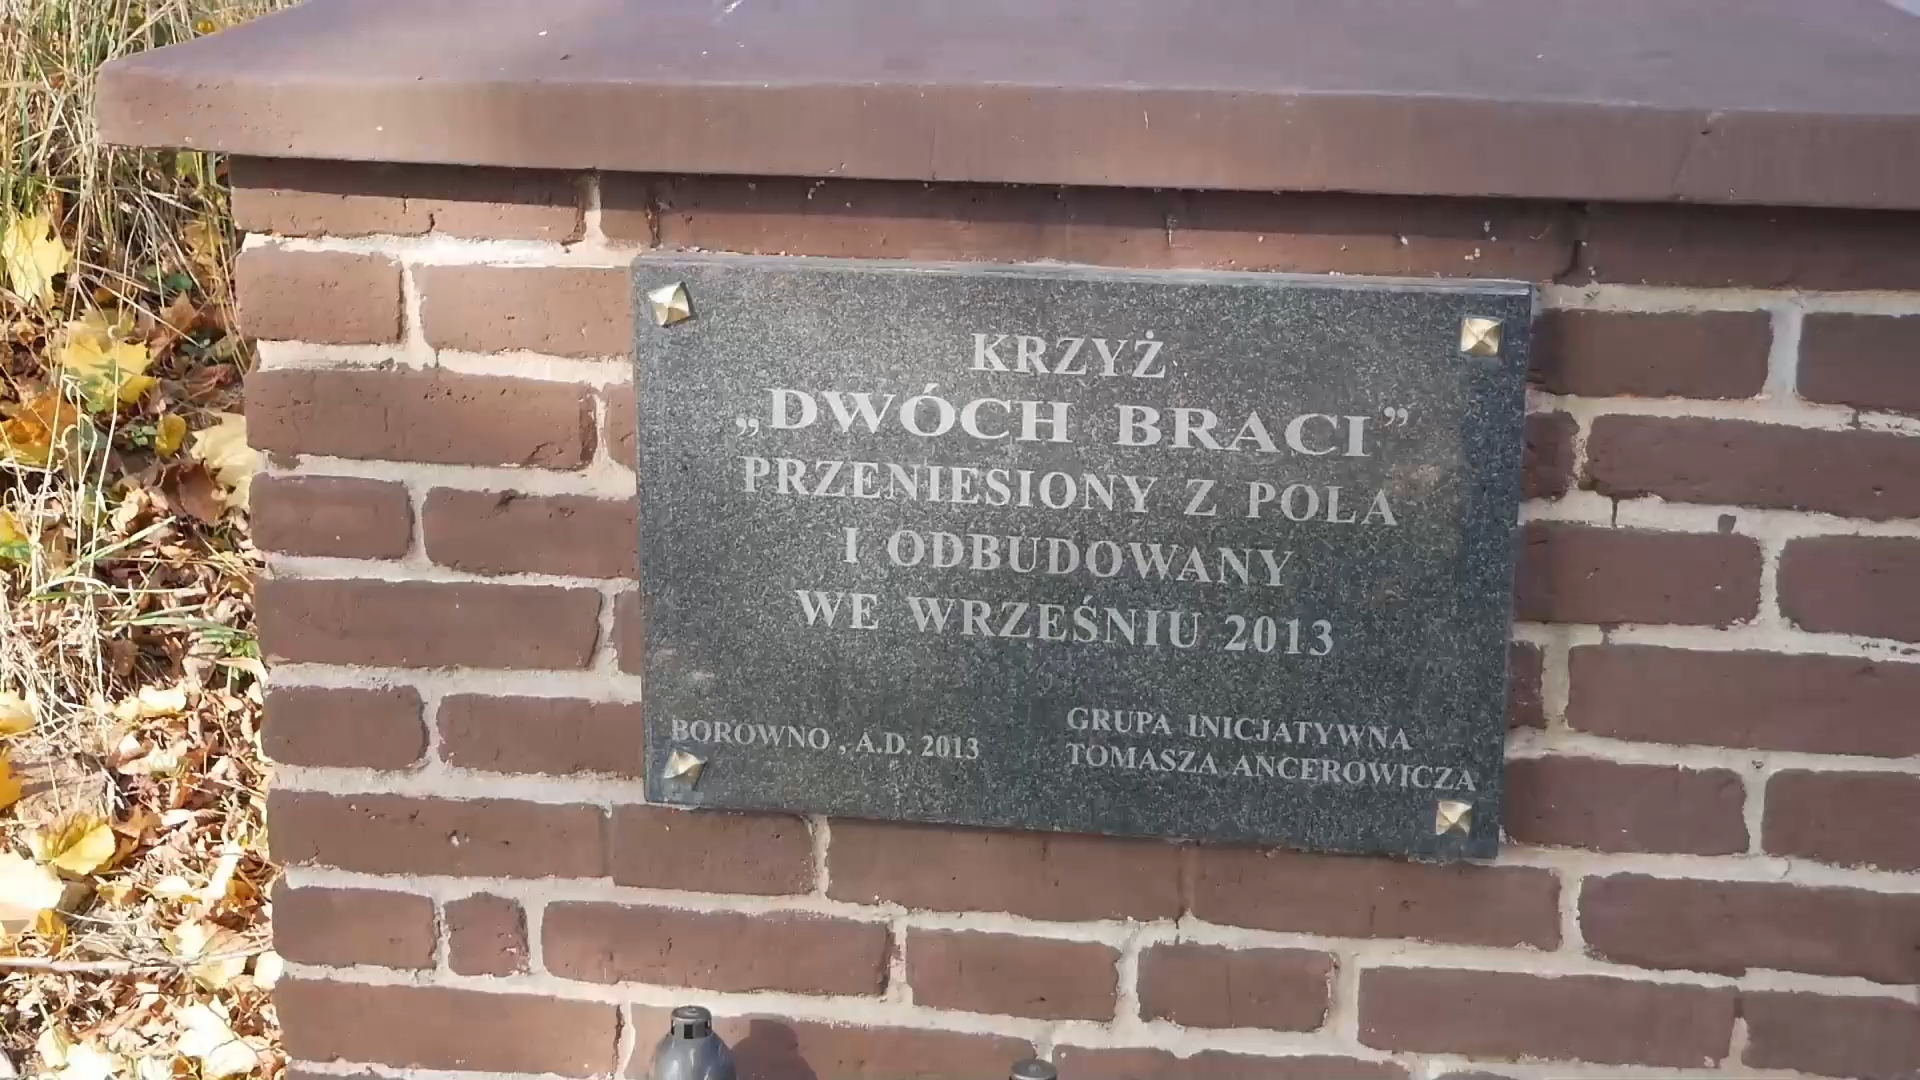 KRZYŻ
„DWÓCH BRACI”
PRZENIESIONY Z POLA
I ODBUDOWANY
WE WRZEŚNIU 2013
BOROWNO , A.D. 2013
GRUPA INICJATYWNA
TOMASZA ANCEROWICZA